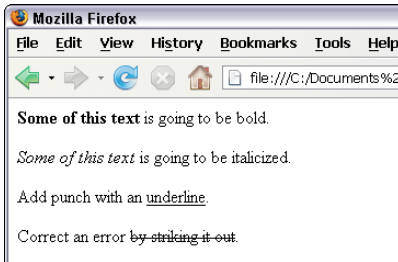 Mozilla Firefox
File Edit View History Bookmarks Tools Help
file:///C:/Documents%2
Some of this text is going to be bold.
Some of this text is going to be italicized.
Add punch with an underline.
Correct an error by striking it out.